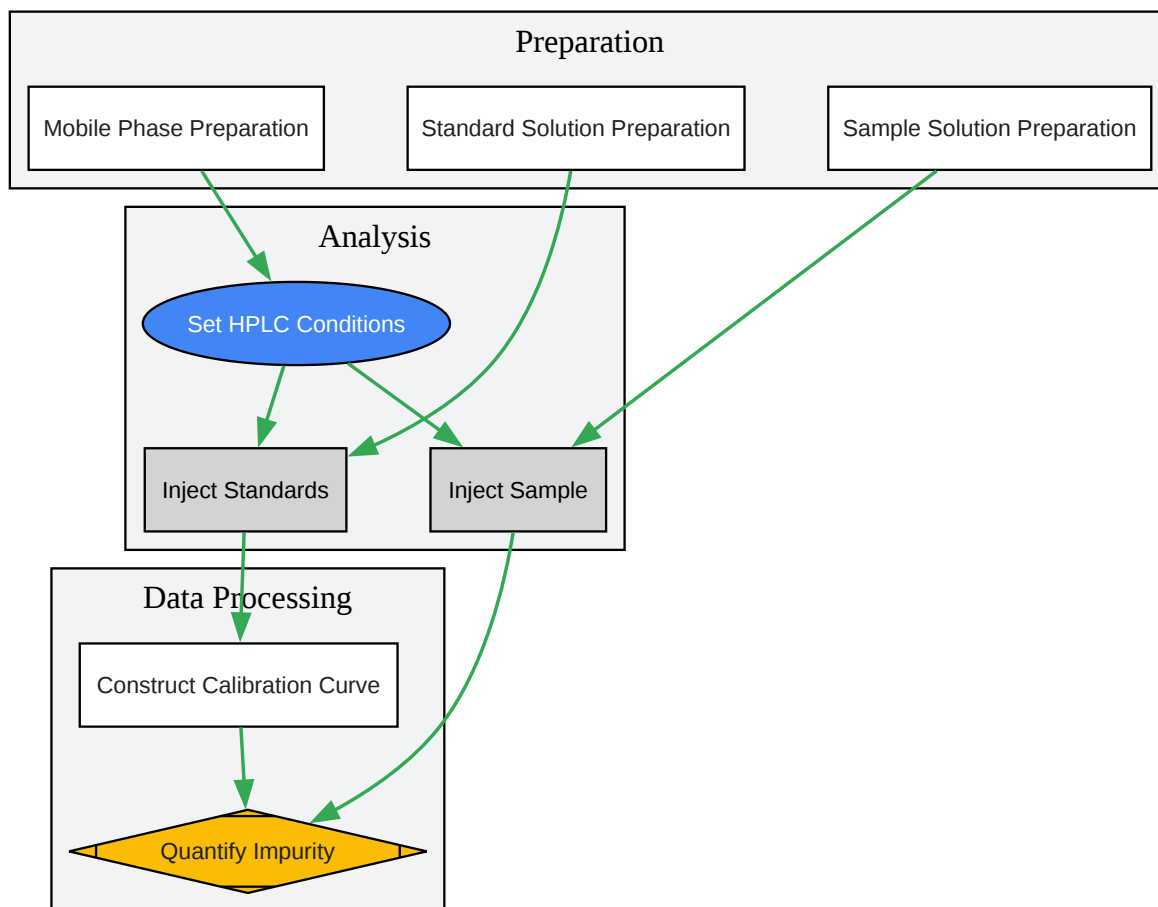 Preparation
Mobile Phase Preparation
Standard Solution Preparation
Sample Solution Preparation
Analysis
Set HPLC Conditions
Inject Standards
Inject Sample
Data Processing
Construct Calibration Curve
Quantify Impurity